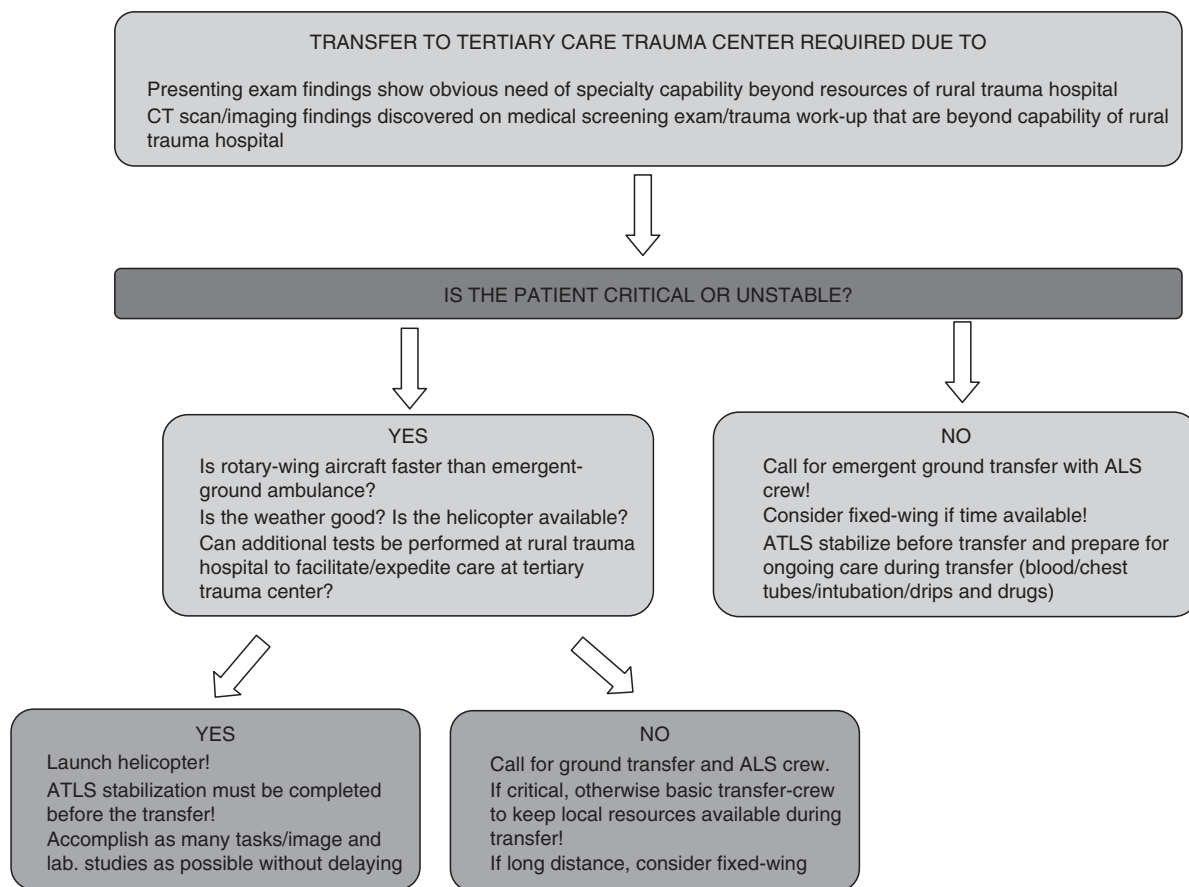 TRANSFER TO TERTIARY CARE TRAUMA CENTER REQUIRED DUE TO
Presenting exam findings show obvious need of specialty capability beyond resources of rural trauma hospital
CT scan/imaging findings discovered on medical screening exam/trauma work-up that are beyond capability of rural
trauma hospital
IS THE PATIENT CRITICAL OR UNSTABLE?
YES
Is rotary-wing aircraft faster than emergent-
ground ambulance?
Is the weather good? Is the helicopter available?
Can additional tests be performed at rural trauma
hospital to facilitate/expedite care at tertiary
trauma center?
NO
Call for emergent ground transfer with ALS
crew!
Consider fixed-wing if time available!
ATLS stabilize before transfer and prepare for
ongoing care during transfer (blood/chest
tubes/intubation/drips and drugs)
YES
Launch helicopter!
ATLS stabilization must be completed
before the transfer!
Accomplish as many tasks/image and
lab. studies as possible without delaying
NO
Call for ground transfer and ALS crew.
If critical, otherwise basic transfer-crew
to keep local resources available during
transfer!
If long distance, consider fixed-wing